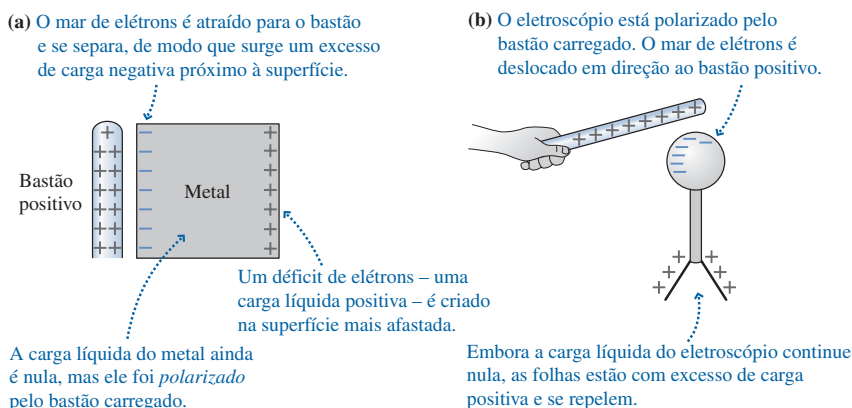 (a) O mar de elétrons é atraído para o bastão
e se separa, de modo que surge um excesso
de carga negativa próximo à superfície.
Bastão
positivo
Metal
Um déficit de elétrons – uma
carga líquida positiva – é criado
na superfície mais afastada.
A carga líquida do metal ainda
é nula, mas ele foi polarizado
pelo bastão carregado.
(b) O eletroscópio está polarizado pelo
bastão carregado. O mar de elétrons é
deslocado em direção ao bastão positivo.
Embora a carga líquida do eletroscópio continue
nula, as folhas estão com excesso de carga
positiva e se repelem.